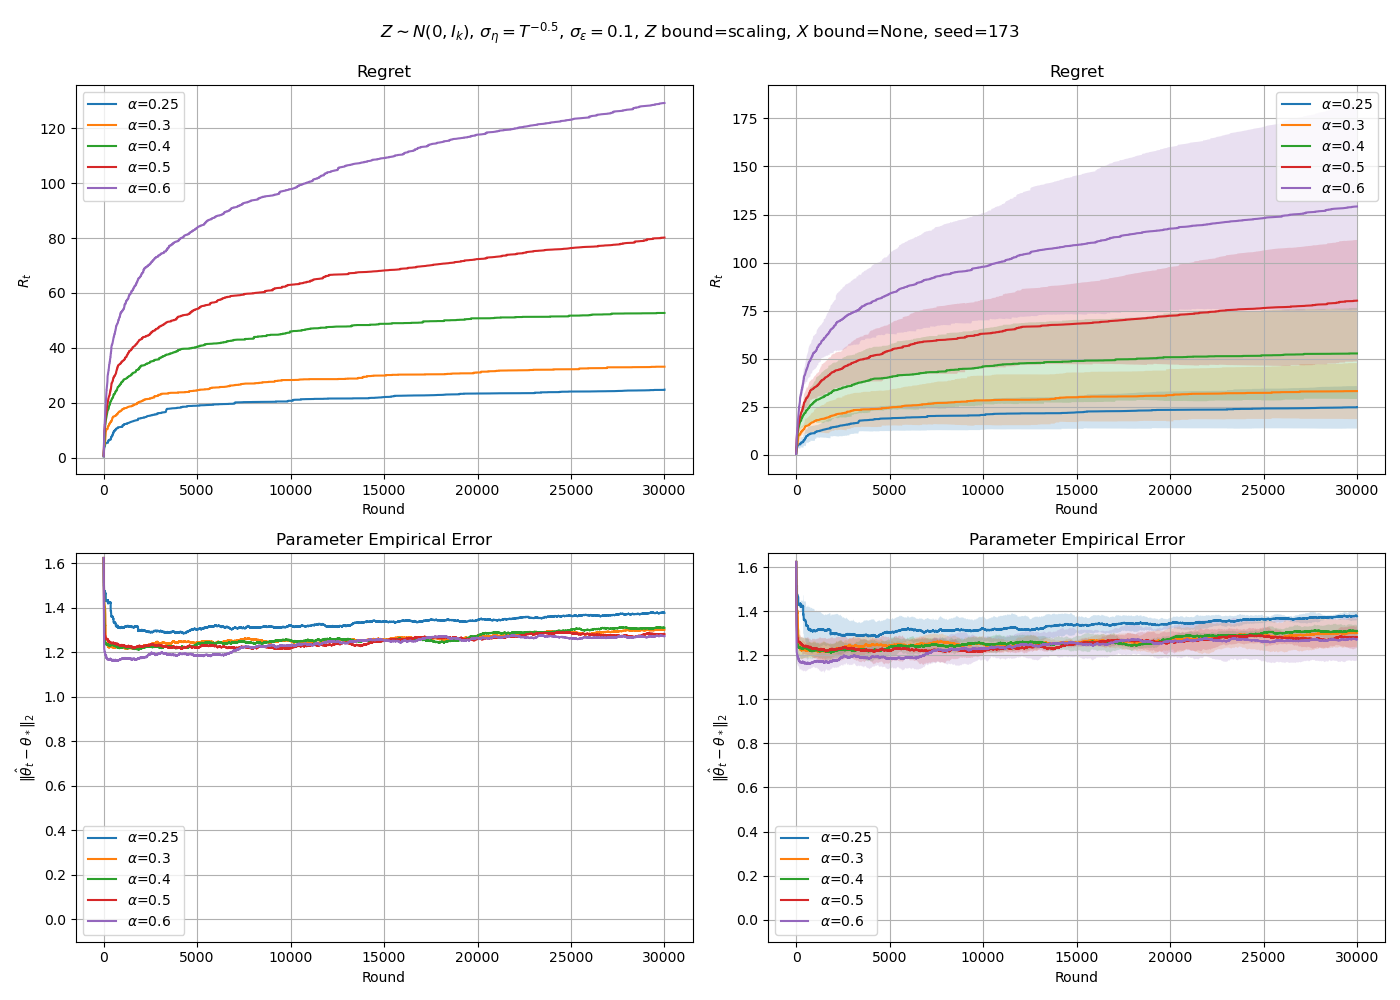 Z ∼ N(0, I_k), σ_η = T^{−0.5}, σ_ε = 0.1, Z bound=scaling, X bound=None, seed=173
Regret
α=0.25
α=0.3
α=0.4
α=0.5
α=0.6
R_t
120
100
80
60
40
20
0
0 5000 10000 15000 20000 25000 30000
Round
Regret
α=0.25
α=0.3
α=0.4
α=0.5
α=0.6
R_t
175
150
125
100
75
50
25
0
0 5000 10000 15000 20000 25000 30000
Round
Parameter Empirical Error
‖θ̂_t − θ_*‖_2
1.6
1.4
1.2
1.0
0.8
0.6
0.4
0.2
0.0
α=0.25
α=0.3
α=0.4
α=0.5
α=0.6
0 5000 10000 15000 20000 25000 30000
Round
Parameter Empirical Error
‖θ̂_t − θ_*‖_2
1.6
1.4
1.2
1.0
0.8
0.6
0.4
0.2
0.0
α=0.25
α=0.3
α=0.4
α=0.5
α=0.6
0 5000 10000 15000 20000 25000 30000
Round